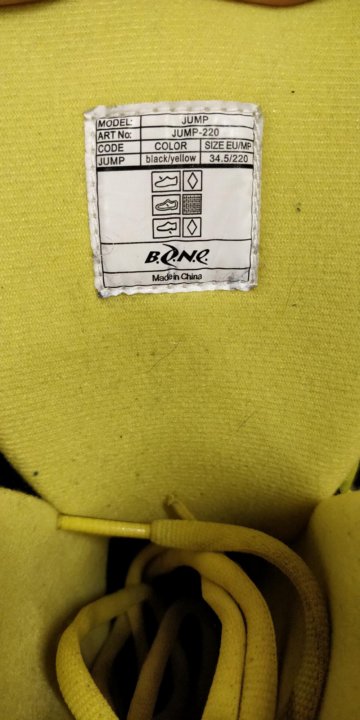 MODEL: JUMP
ART No: JUMP-220
CODE COLOR SIZE EU/MP
JUMP black/yellow 34.5/220
B.O.N.O.
Made in China